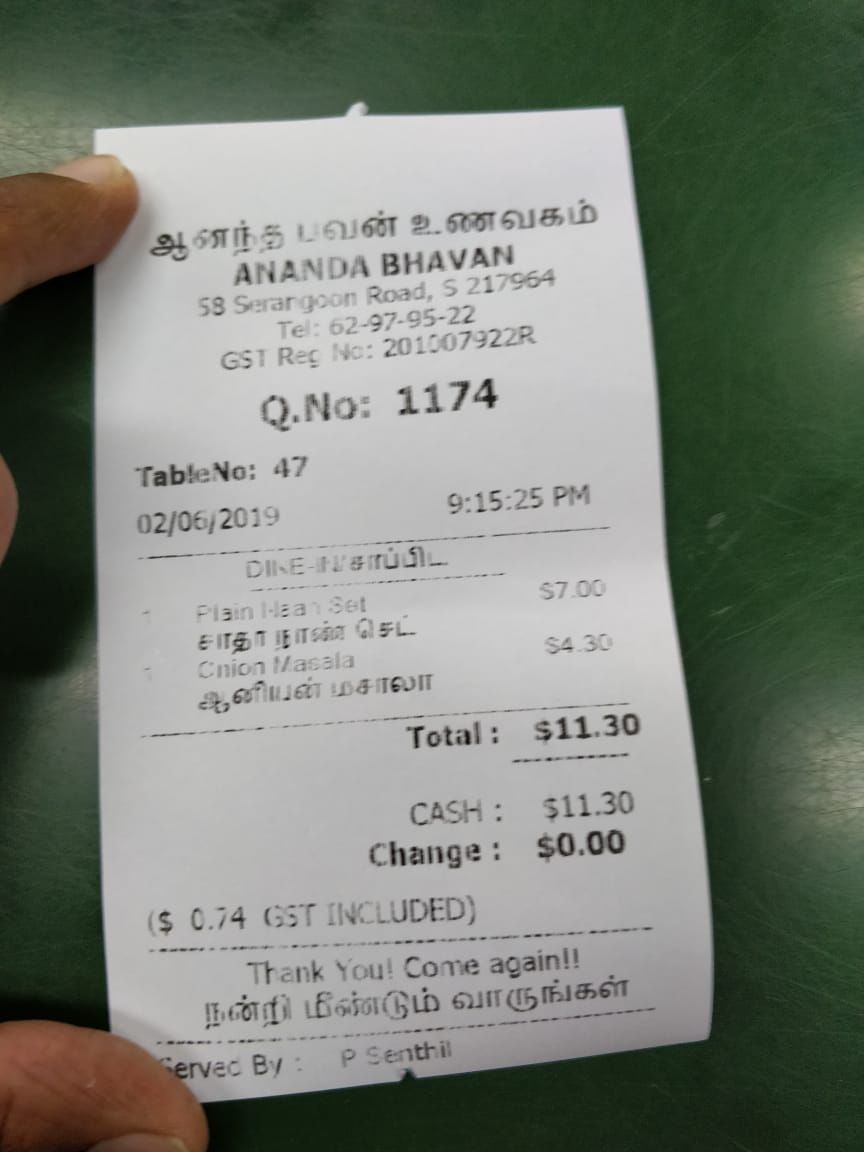 ஆனந்த பவன் உணவகம்
ANANDA BHAVAN
58 Serangoon Road, S 217964
Tel: 62-97-95-22
GST Reg No: 201007922R
Q.No: 1174
TableNo: 47
02/06/2019 9:15:25 PM
DINE-IN/சாப்பிட
1 Plain Naan Set $7.00
சாதா நாண் செட்
1 Onion Masala $4.30
ஆனியன் மசாலா
Total : $11.30
CASH : $11.30
Change : $0.00
($ 0.74 GST INCLUDED)
Thank You! Come again!!
நன்றி மீண்டும் வாருங்கள்
Served By : P Senthil